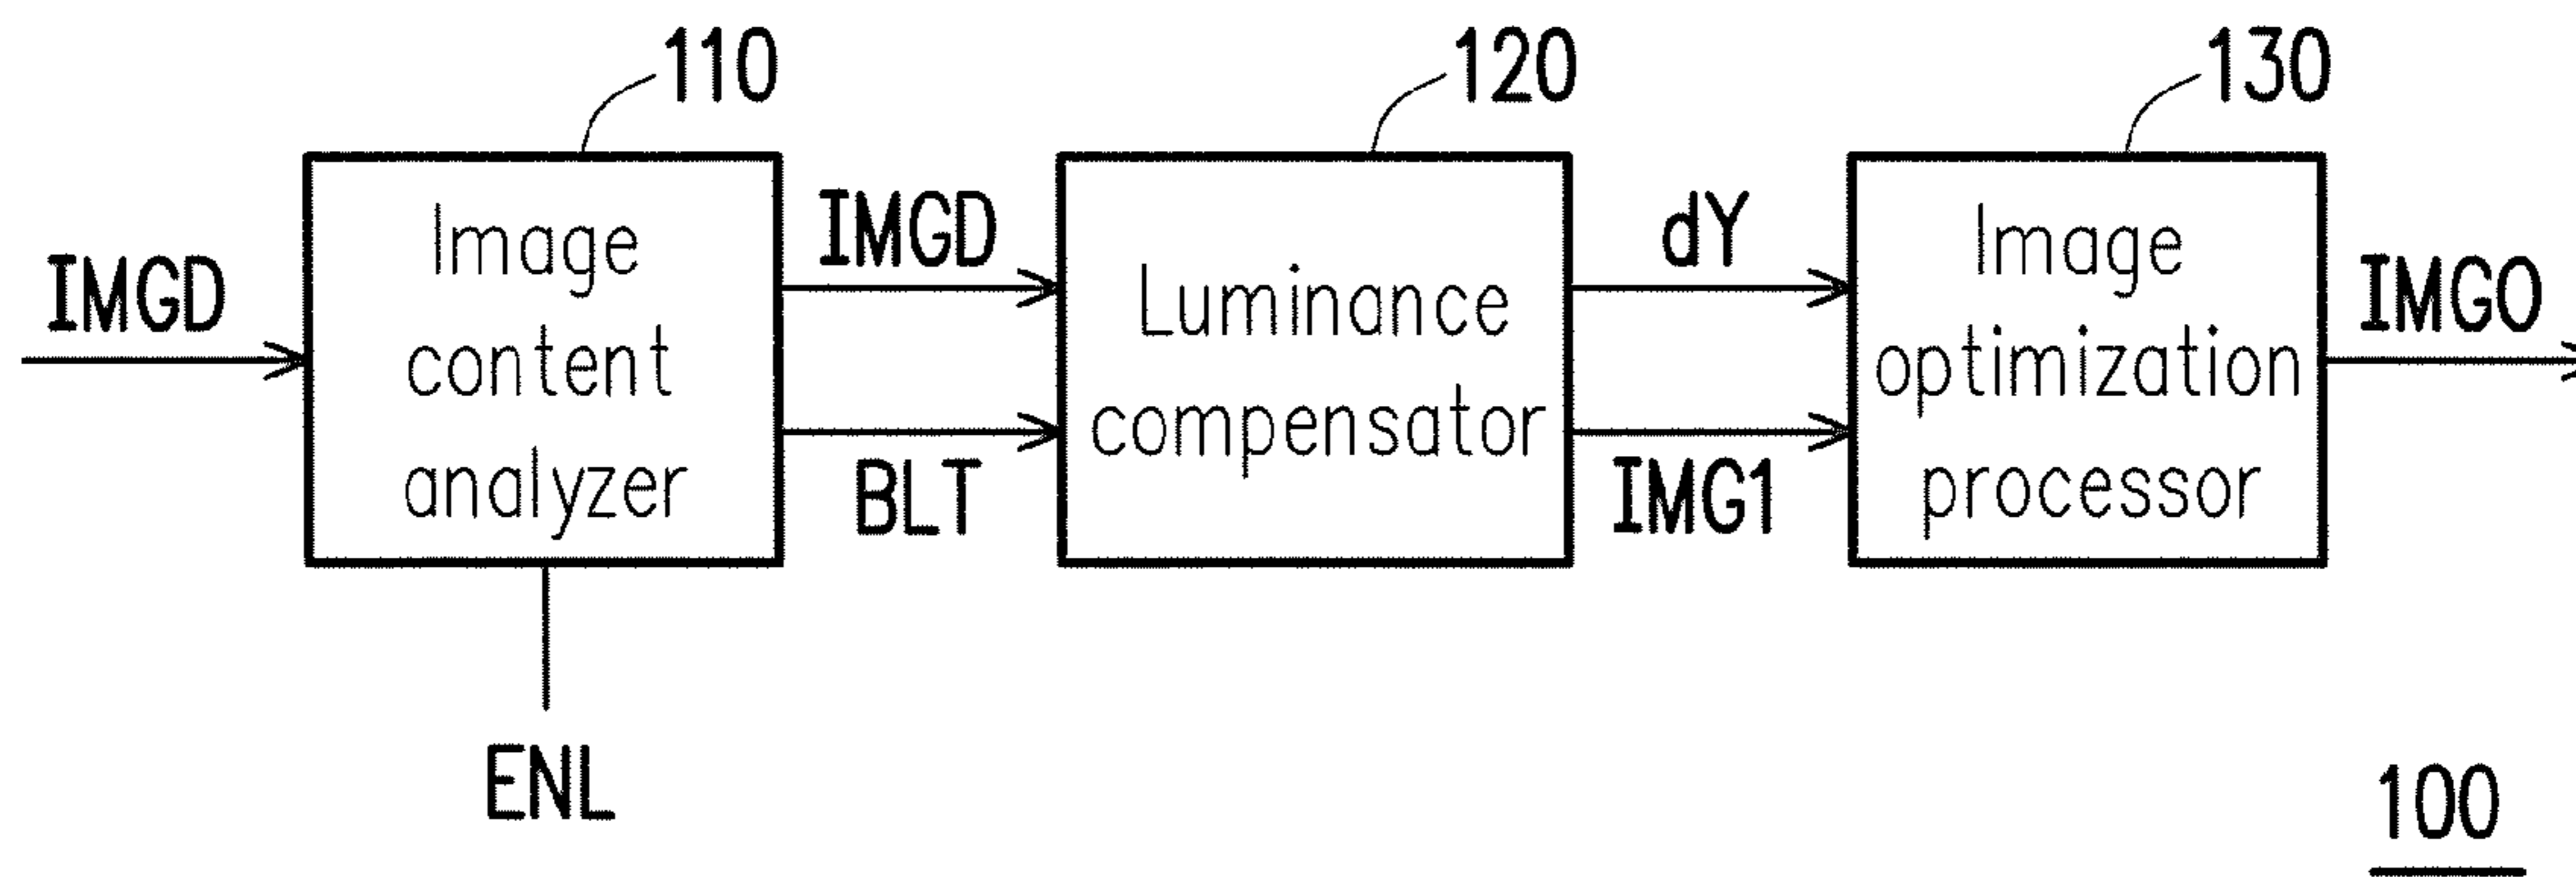 110
120
130
IMGD
Image
content
analyzer
IMGD
BLT
Luminance
compensator
dY
IMG1
Image
optimization
processor
IMGO
ENL
100